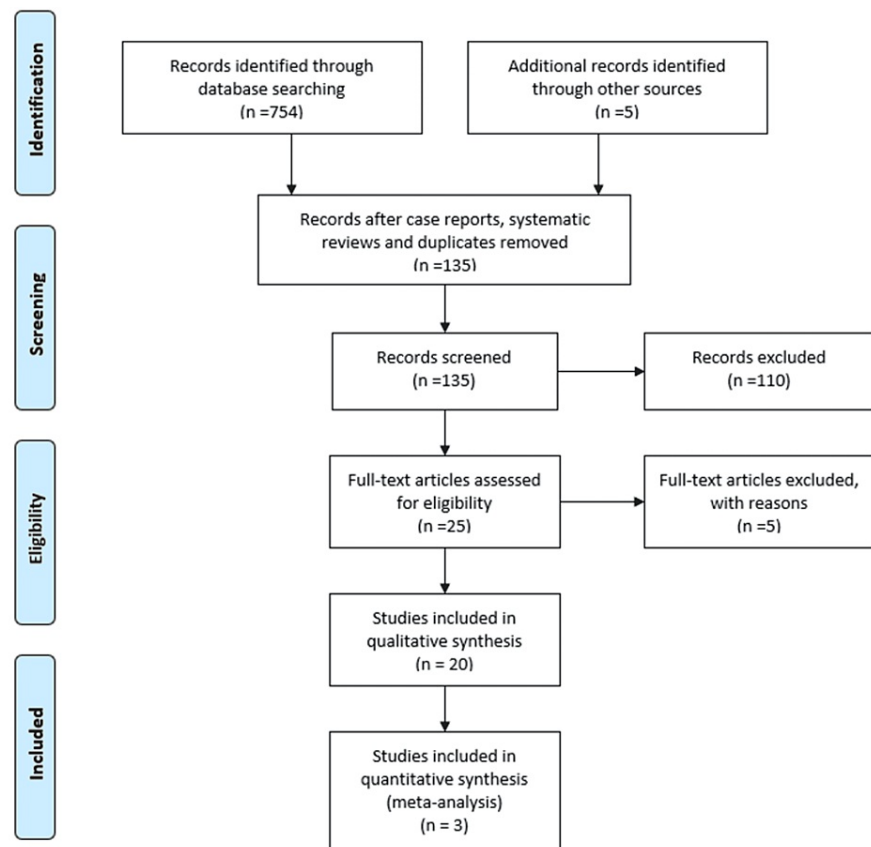 Identification
Records identified through
database searching
(n =754)
Additional records identified
through other sources
(n =5)
Records after case reports, systematic
reviews and duplicates removed
(n =135)
Screening
Records screened
(n =135)
Records excluded
(n =110)
Eligibility
Full-text articles assessed
for eligibility
(n =25)
Full-text articles excluded,
with reasons
(n =5)
Studies included in
qualitative synthesis
(n = 20)
Included
Studies included in
quantitative synthesis
(meta-analysis)
(n = 3)